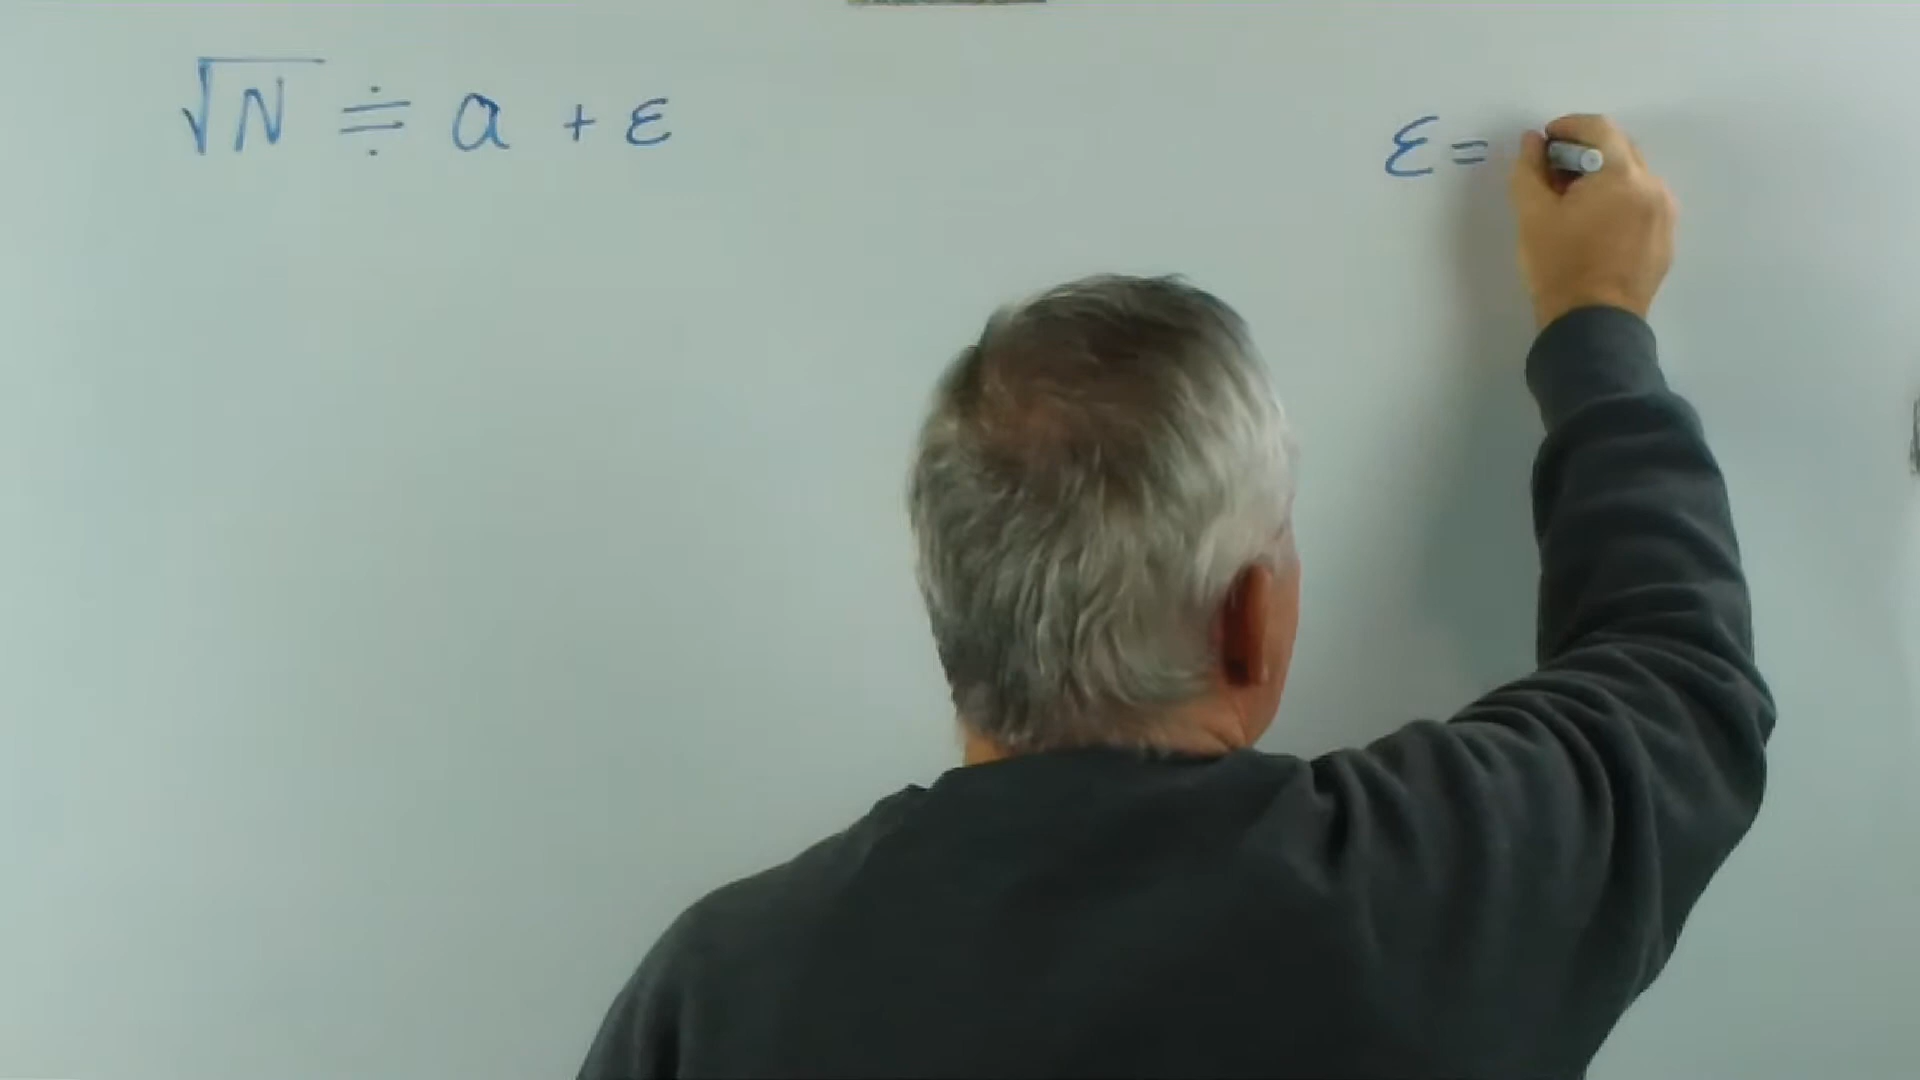 √N ≑ a + ε
ε =